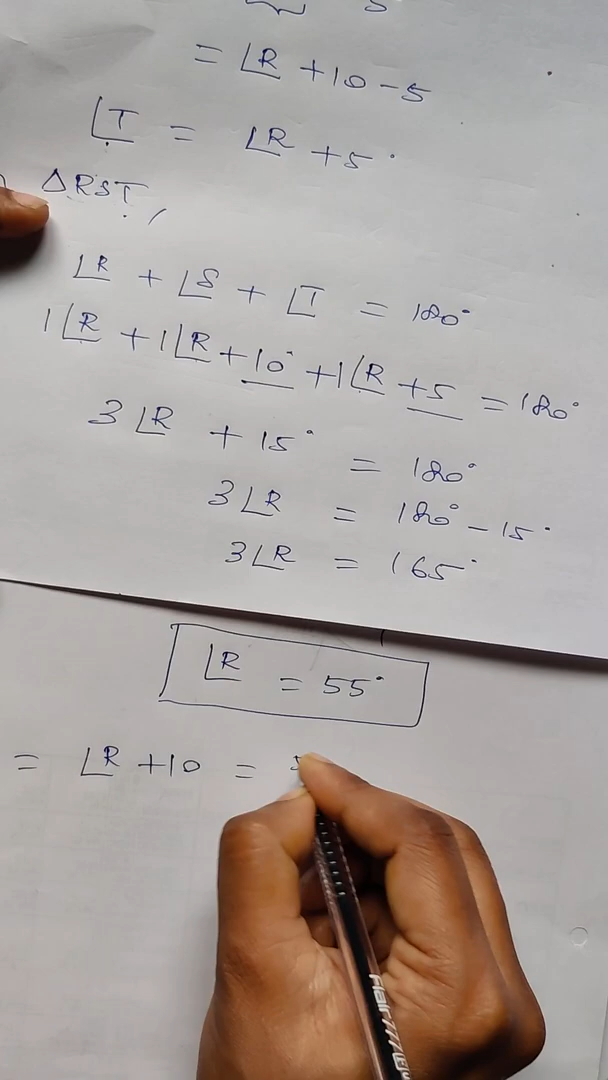 = ∠R + 10 - 5
∠T = ∠R + 5°
ΔRST,
∠R + ∠S + ∠T = 180°
1∠R + 1∠R + 10° + 1∠R + 5 = 180°
3∠R + 15° = 180°
3∠R = 180° - 15°
3∠R = 165°
∠R = 55°
= ∠R + 10 =
Flair